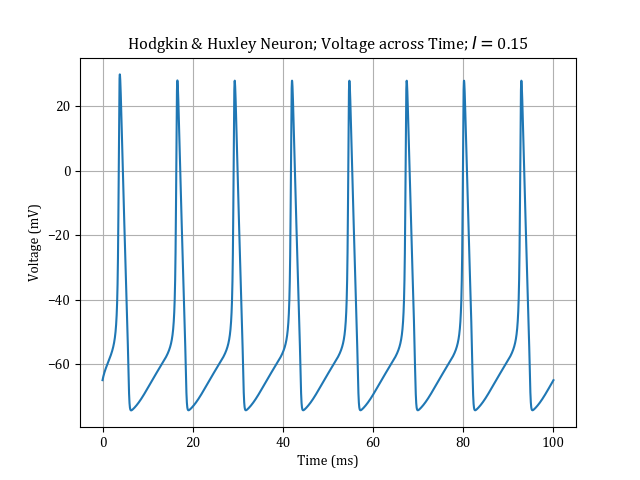 Hodgkin & Huxley Neuron; Voltage across Time; I = 0.15
20
0
−20
−40
−60
Voltage (mV)
0 20 40 60 80 100
Time (ms)